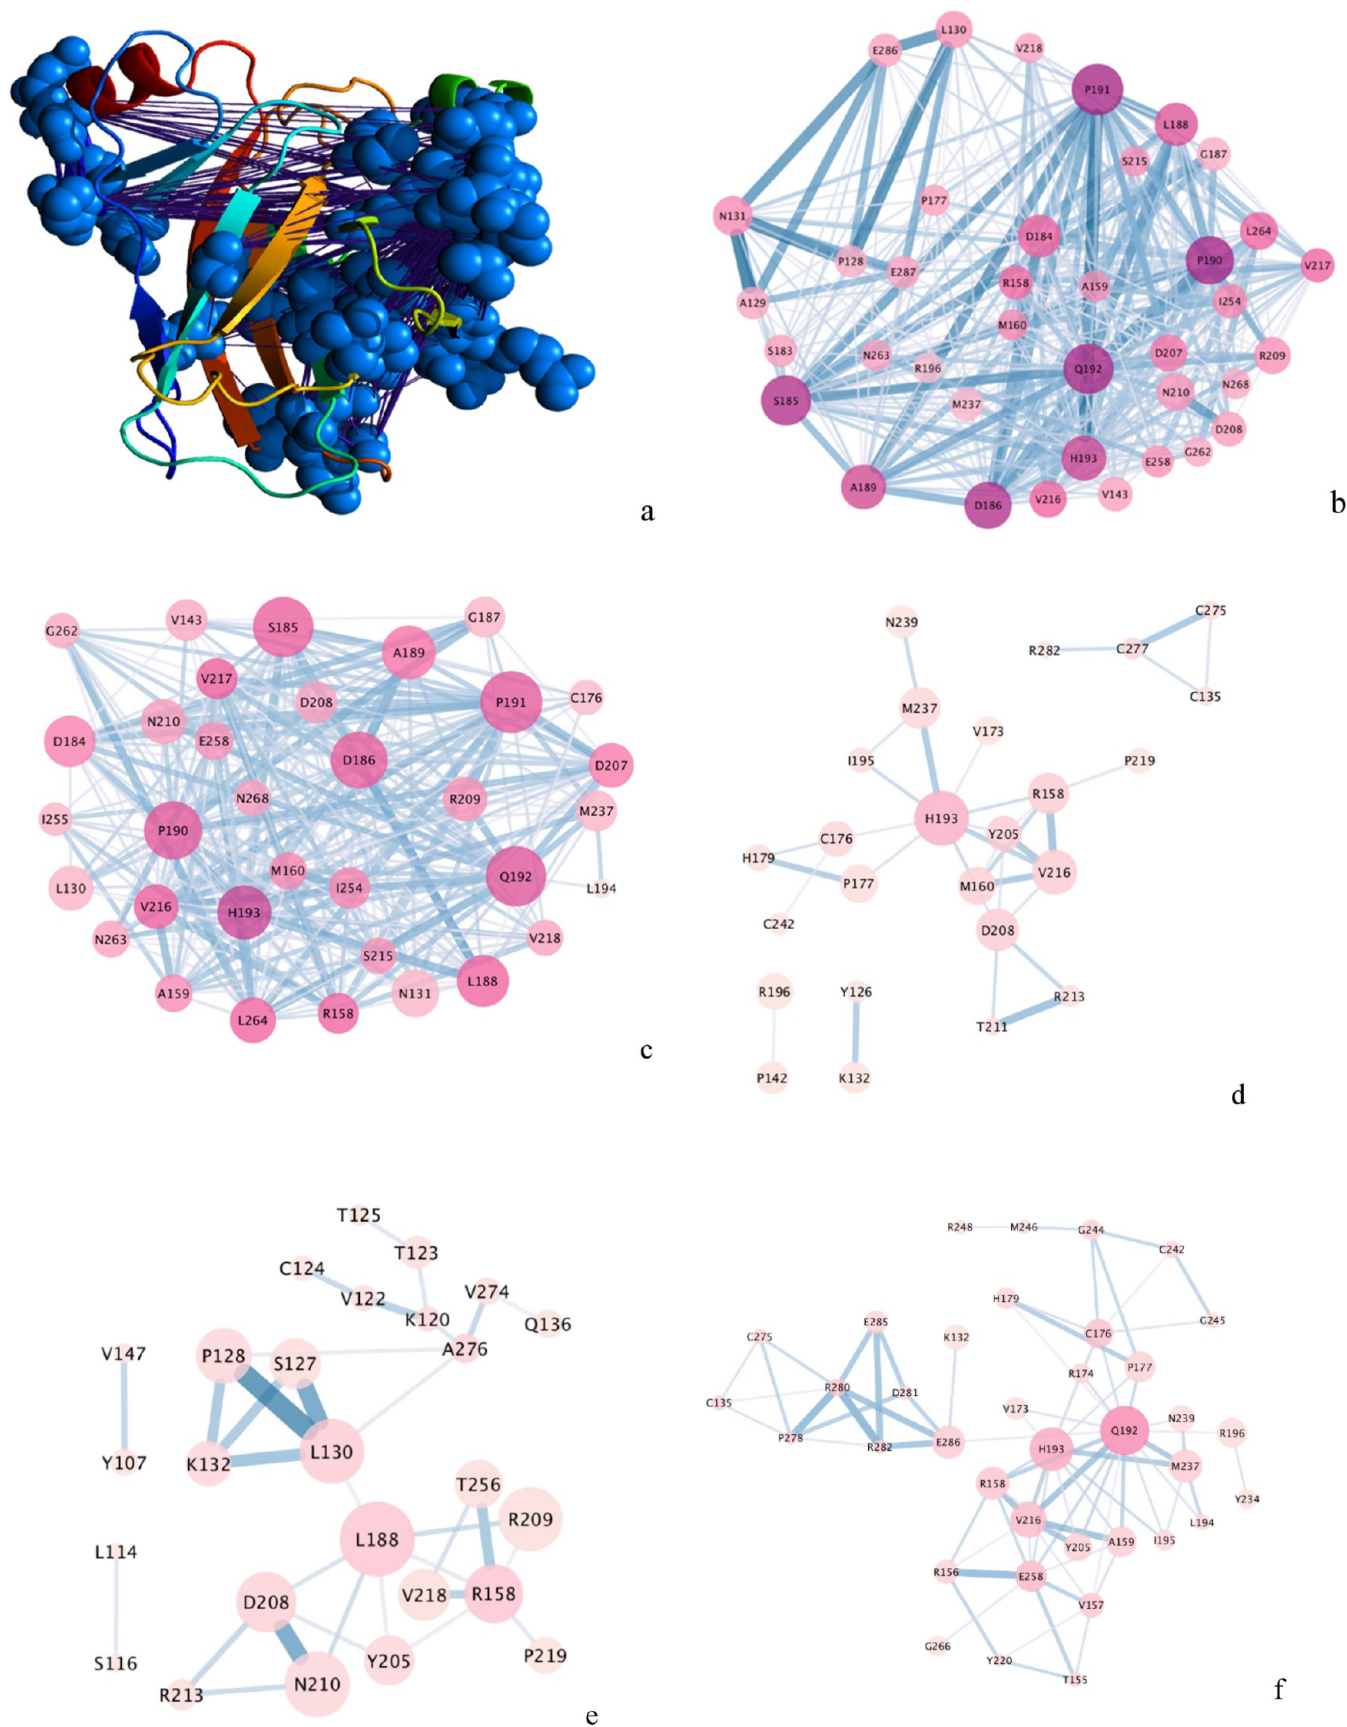 a
L130
E286
V218
P191
L188
S215
G187
P177
N131
D184
L264
P128
E287
P190
V217
R158
A159
I254
A129
M160
S183
N263
R196
D207
R209
Q192
N268
N210
S185
M237
D208
H193
E258
G262
A189
D186
V216
V143
b
V143
S185
G187
G262
A189
V217
D208
P191
C176
N210
D184
E258
D186
D207
N268
R209
M237
I255
P190
M160
Q192
L130
I254
L194
V216
H193
N263
S215
V218
A159
N131
L188
L264
R158
c
N239
C275
R282
C277
C135
M237
V173
I195
P219
R158
H193
Y205
C176
H179
P177
M160
V216
C242
D208
R196
Y126
R213
T211
P142
K132
d
T125
T123
C124
V122
V274
K120
Q136
A276
V147
P128
S127
Y107
K132
L130
T256
R209
L188
L114
V218
R158
D208
S116
Y205
P219
R213
N210
e
R248
M246
G244
C242
H179
G245
E285
C275
K132
C176
P177
R280
D281
R174
C135
V173
N239
P278
R282
E286
Q192
R196
H193
M237
R158
Y234
V216
L194
Y205
A159
I195
R156
E258
V157
G266
Y220
T155
f